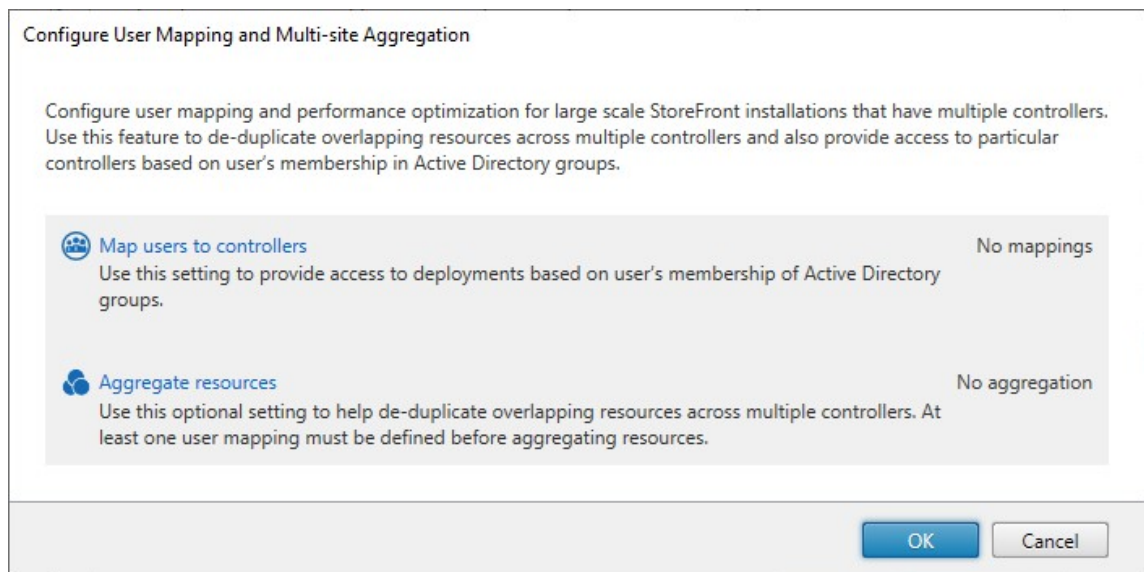 Configure User Mapping and Multi-site Aggregation
Configure user mapping and performance optimization for large scale StoreFront installations that have multiple controllers.
Use this feature to de-duplicate overlapping resources across multiple controllers and also provide access to particular
controllers based on user's membership in Active Directory groups.
Map users to controllers
No mappings
Use this setting to provide access to deployments based on user's membership of Active Directory
groups.
Aggregate resources
No aggregation
Use this optional setting to help de-duplicate overlapping resources across multiple controllers. At
least one user mapping must be defined before aggregating resources.
OK
Cancel